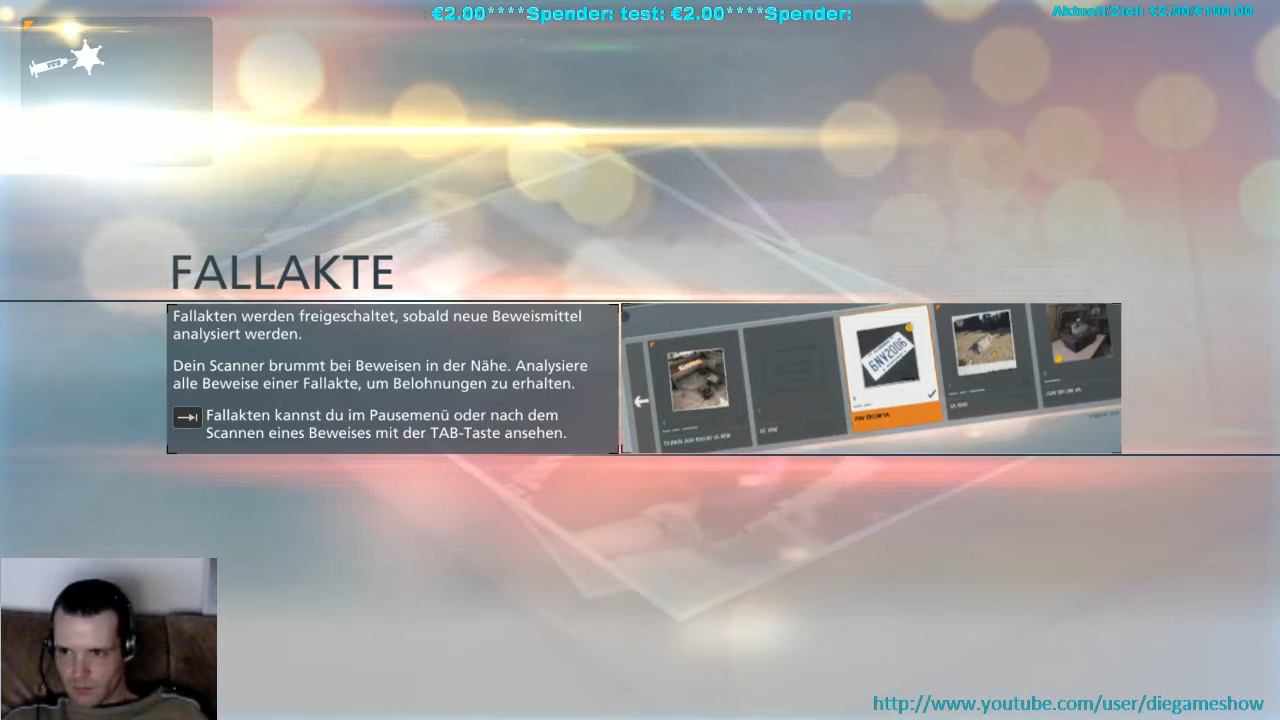 €2.00****Spender: test: €2.00****Spender:
Aktuell/Ziel: €2.00/€100.00
FALLAKTE
Fallakten werden freigeschaltet, sobald neue Beweismittel
analysiert werden.
Dein Scanner brummt bei Beweisen in der Nähe. Analysiere
alle Beweise einer Fallakte, um Belohnungen zu erhalten.
Fallakten kannst du im Pausemenü oder nach dem
Scannen eines Beweises mit der TAB-Taste ansehen.
6NVZ006
http://www.youtube.com/user/diegameshow